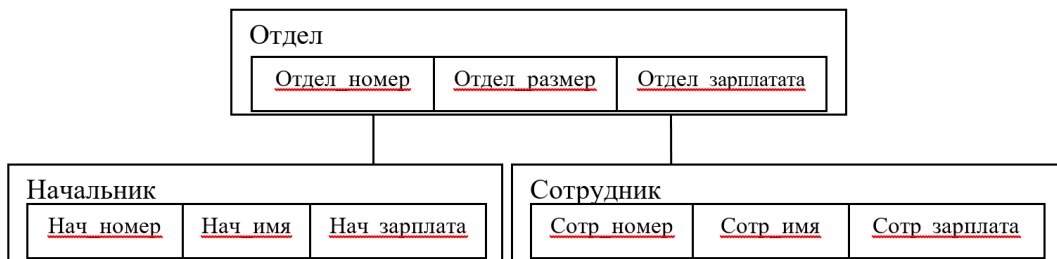 Отдел
Отдел_номер Отдел_размер Отдел_зарплатата
Начальник Сотрудник
Нач_номер Нач_имя Нач_зарплата Сотр_номер Сотр_имя Сотр_зарплата